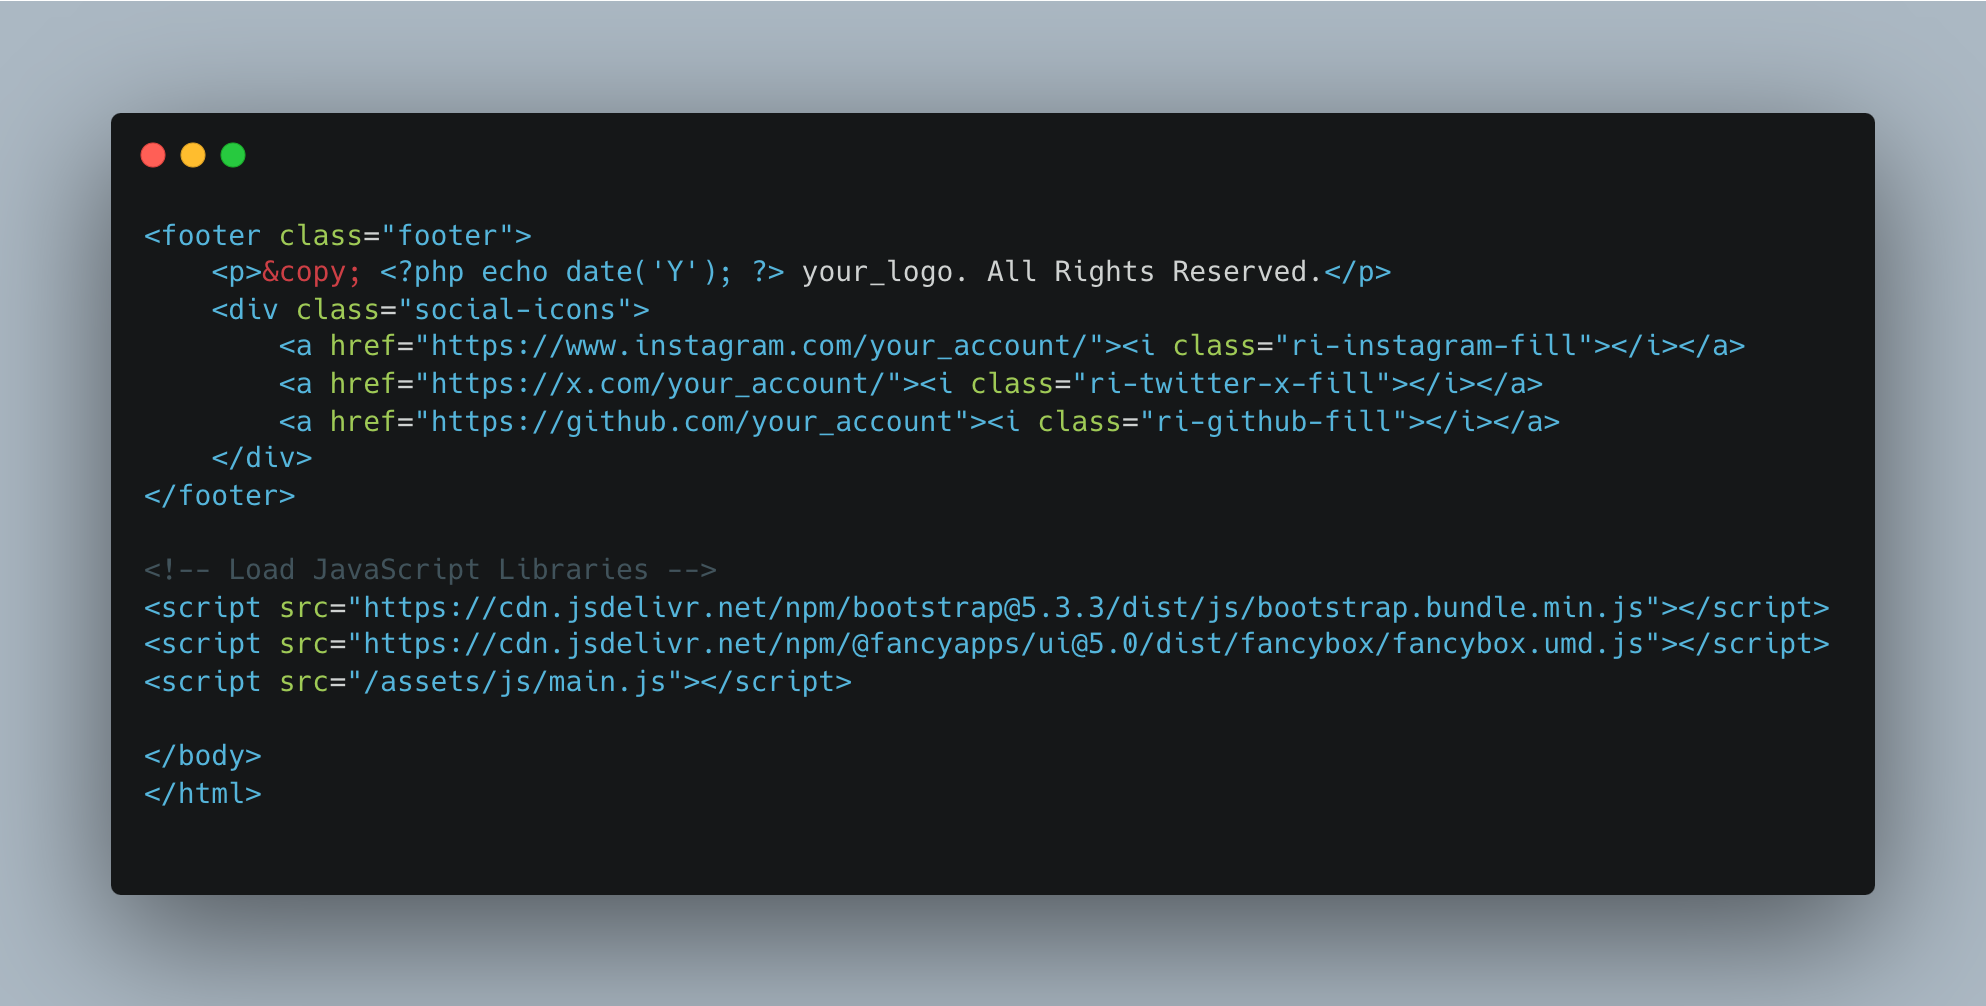 <footer class="footer">
    <p>&copy; <?php echo date('Y'); ?> your_logo. All Rights Reserved.</p>
    <div class="social-icons">
        <a href="https://www.instagram.com/your_account/"><i class="ri-instagram-fill"></i></a>
        <a href="https://x.com/your_account/"><i class="ri-twitter-x-fill"></i></a>
        <a href="https://github.com/your_account"><i class="ri-github-fill"></i></a>
    </div>
</footer>

<!-- Load JavaScript Libraries -->
<script src="https://cdn.jsdelivr.net/npm/bootstrap@5.3.3/dist/js/bootstrap.bundle.min.js"></script>
<script src="https://cdn.jsdelivr.net/npm/@fancyapps/ui@5.0/dist/fancybox/fancybox.umd.js"></script>
<script src="/assets/js/main.js"></script>

</body>
</html>